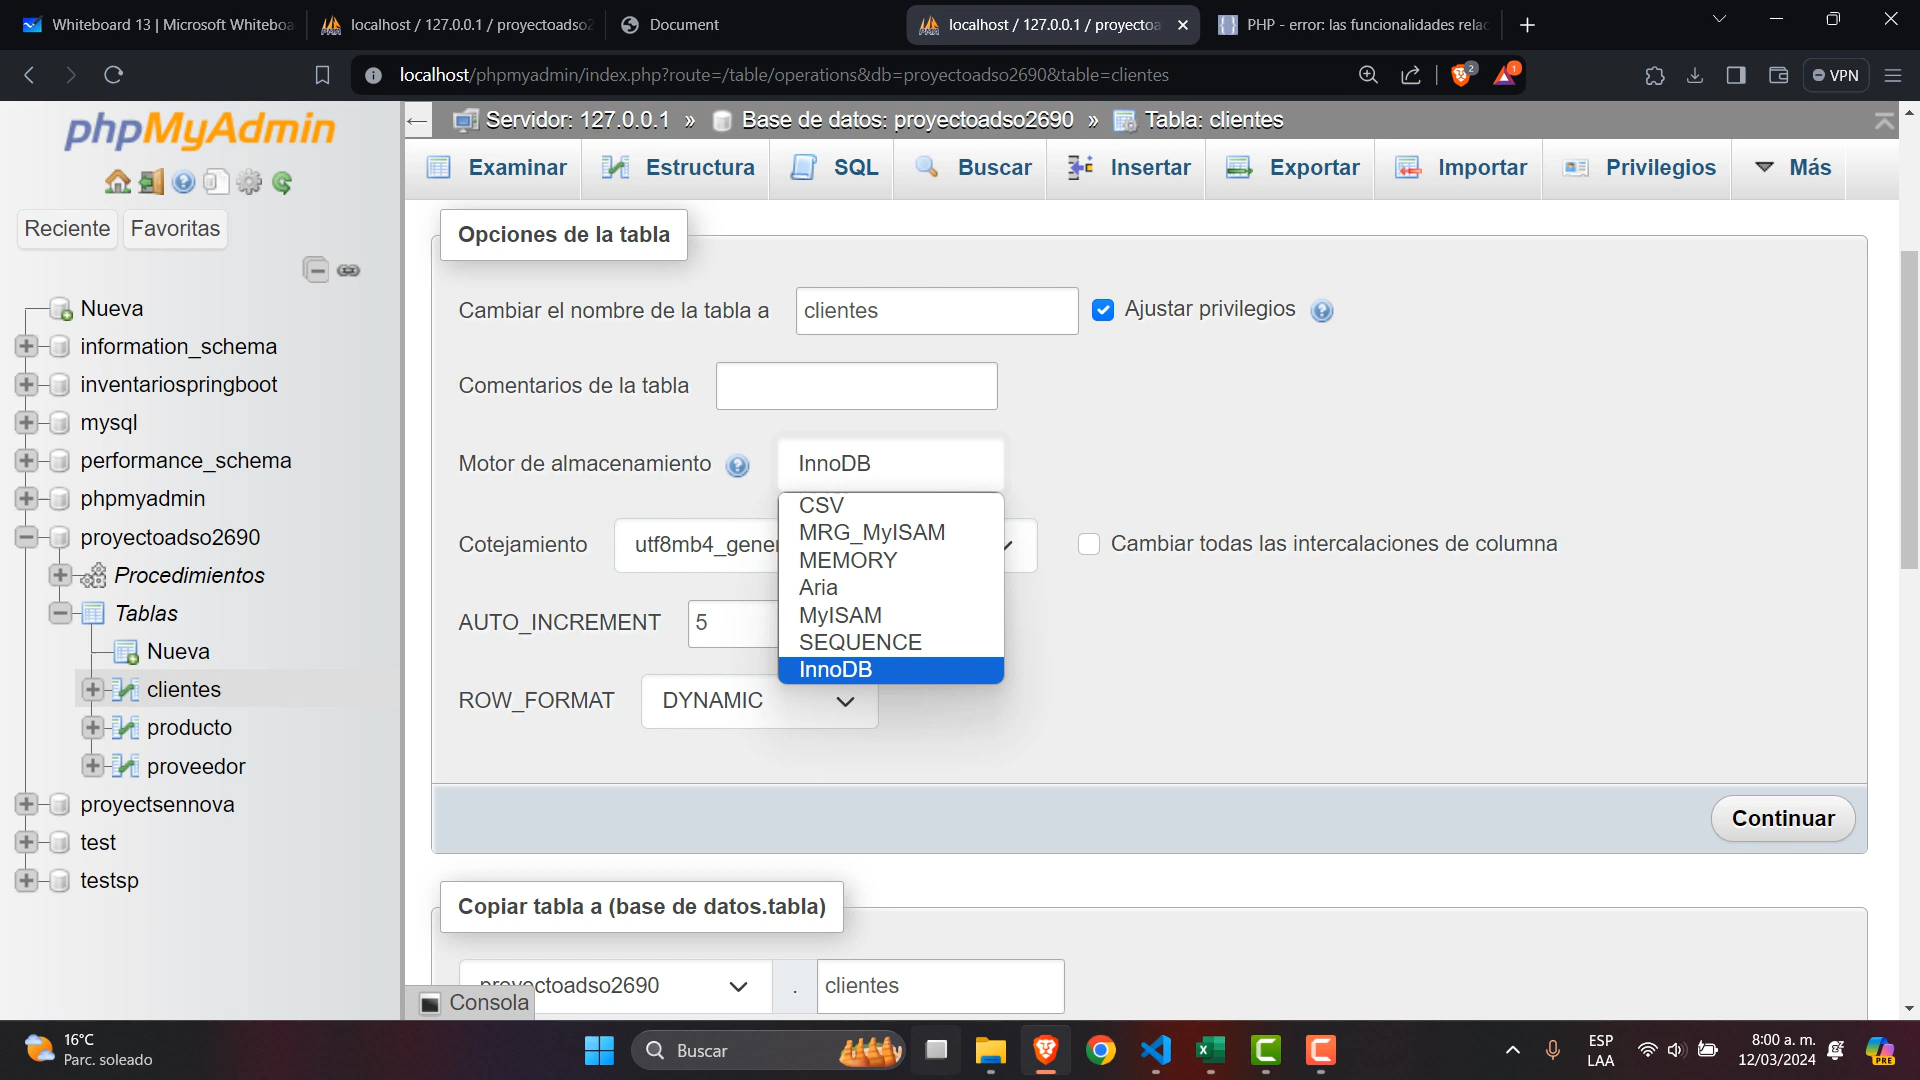 Whiteboard 13 | Microsoft Whiteboa
localhost / 127.0.0.1 / proyectoadso2
Document
localhost / 127.0.0.1 / proyectoa
PHP - error: las funcionalidades rela
localhost/phpmyadmin/index.php?route=/table/operations&db=proyectoadso2690&table=clientes
2
1
VPN
phpMyAdmin
Reciente
Favoritas
Nueva
information_schema
inventariospringboot
mysql
performance_schema
phpmyadmin
proyectoadso2690
Procedimientos
Tablas
Nueva
clientes
producto
proveedor
proyectsennova
test
testsp
Servidor: 127.0.0.1 » Base de datos: proyectoadso2690 » Tabla: clientes
Examinar
Estructura
SQL
Buscar
Insertar
Exportar
Importar
Privilegios
Más
Opciones de la tabla
Cambiar el nombre de la tabla a
clientes
Ajustar privilegios
Comentarios de la tabla
Motor de almacenamiento
InnoDB
CSV
MRG_MyISAM
MEMORY
Aria
MyISAM
SEQUENCE
InnoDB
Cotejamiento
utf8mb4_gene
Cambiar todas las intercalaciones de columna
AUTO_INCREMENT
5
ROW_FORMAT
DYNAMIC
Continuar
Copiar tabla a (base de datos.tabla)
proyectoadso2690
.
clientes
Consola
16°C
Parc. soleado
Buscar
ESP
LAA
8:00 a. m.
12/03/2024
PRE